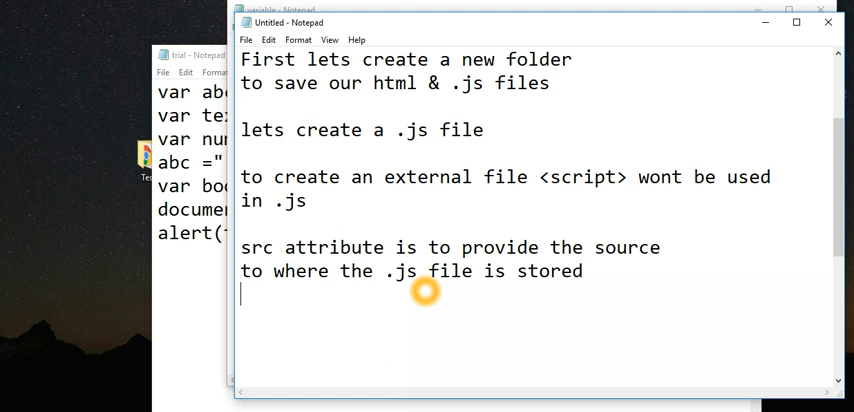 variable - Notepad
Untitled - Notepad
File Edit Format View Help
First lets create a new folder
to save our html & .js files
lets create a .js file
to create an external file <script> wont be used
in .js
src attribute is to provide the source
to where the .js file is stored
trial - Notepad
File Edit
var
var
var
abc ="
var
alert(